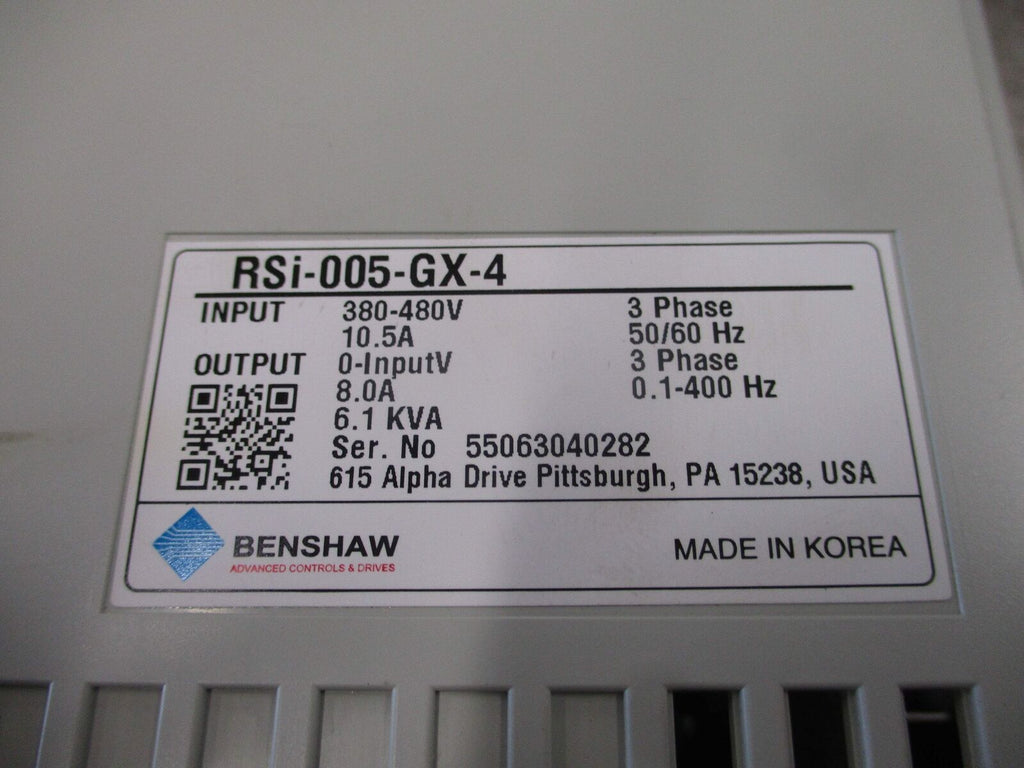 RSi-005-GX-4
INPUT 380-480V 3 Phase
10.5A 50/60 Hz
OUTPUT 0-InputV 3 Phase
8.0A 0.1-400 Hz
6.1 KVA
Ser. No 55063040282
615 Alpha Drive Pittsburgh, PA 15238, USA
BENSHAW
ADVANCED CONTROLS & DRIVES
MADE IN KOREA